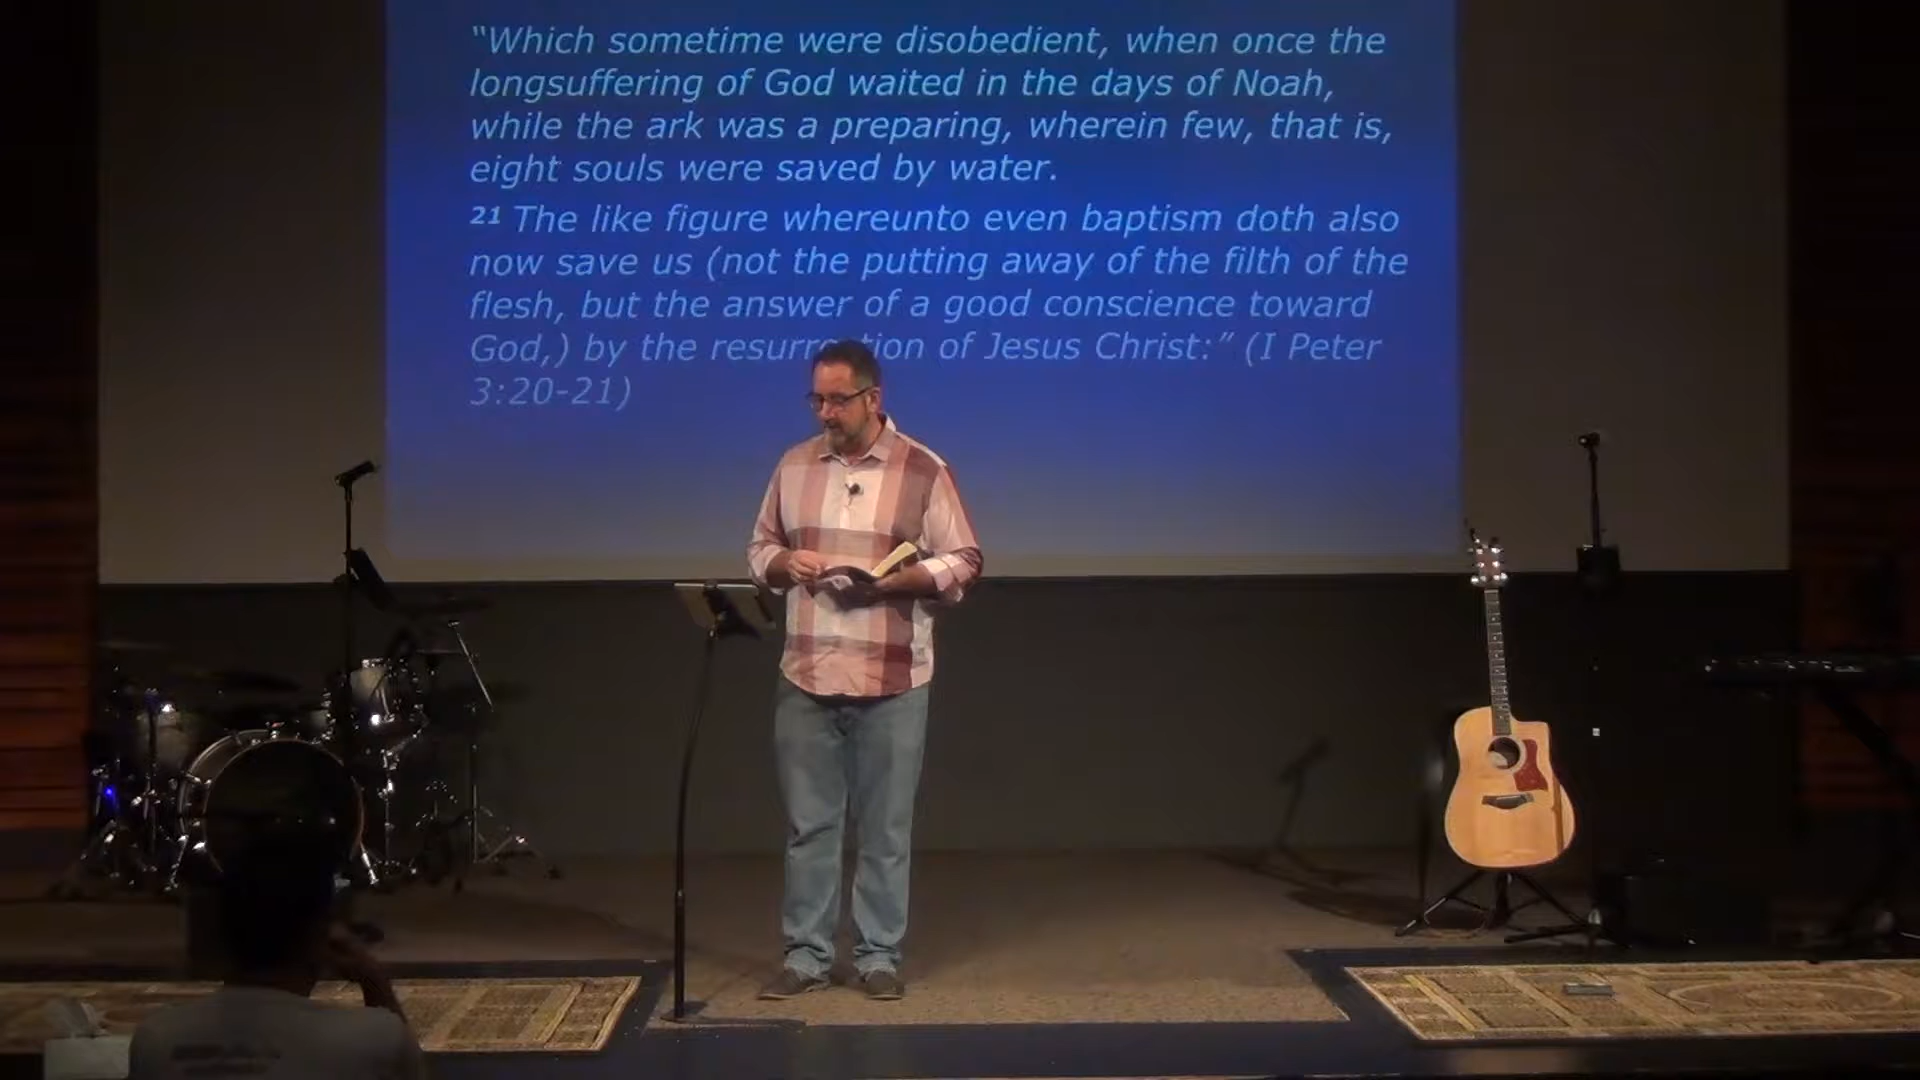 “Which sometime were disobedient, when once the
longsuffering of God waited in the days of Noah,
while the ark was a preparing, wherein few, that is,
eight souls were saved by water.
21 The like figure whereunto even baptism doth also
now save us (not the putting away of the filth of the
flesh, but the answer of a good conscience toward
God,) by the resurrection of Jesus Christ:” (I Peter
3:20-21)